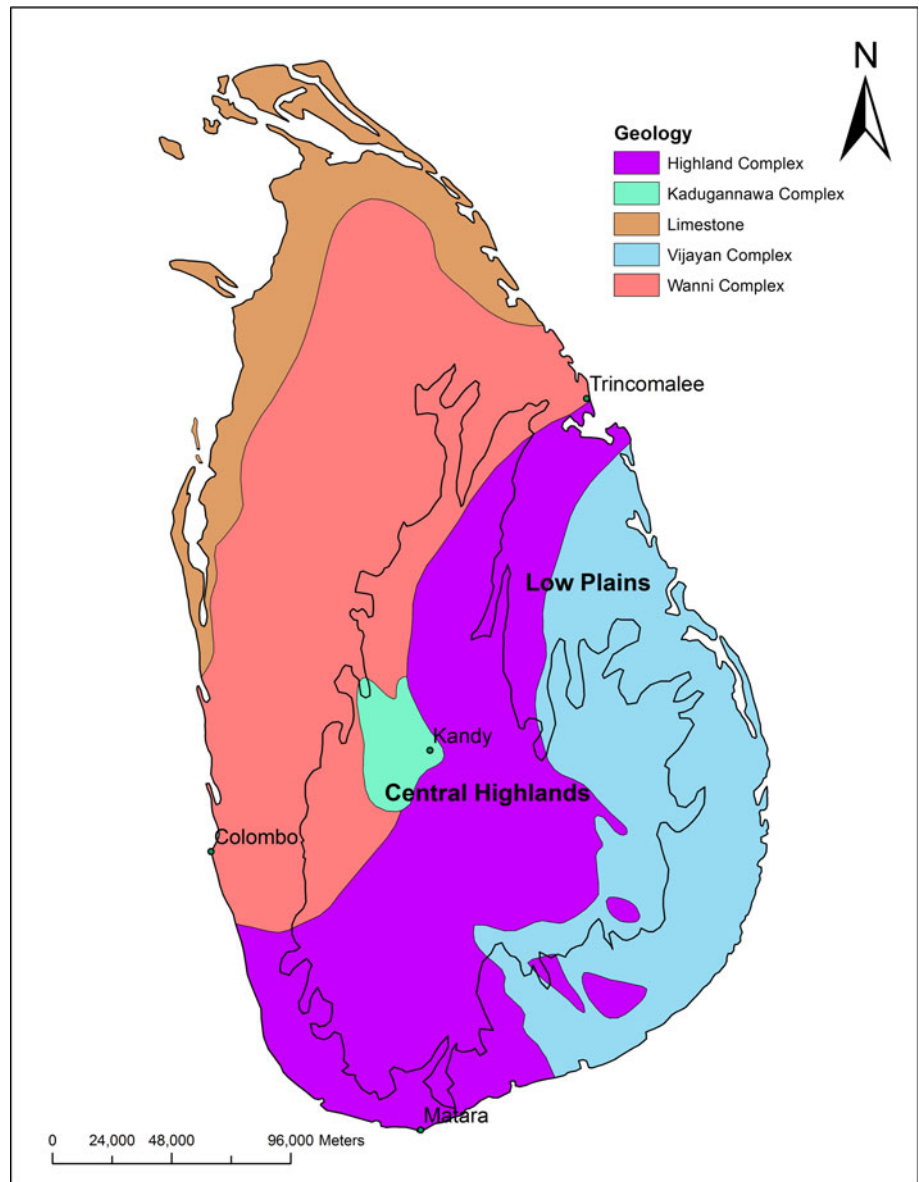 N
Geology
Highland Complex
Kadugannawa Complex
Limestone
Vijayan Complex
Wanni Complex
Trincomalee
Low Plains
Kandy
Central Highlands
Colombo
Matara
0 24,000 48,000 96,000 Meters